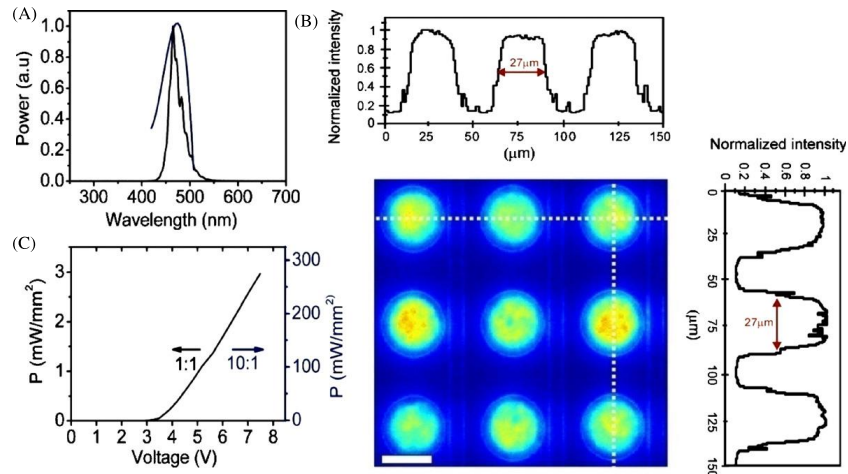 (A)
Power (a.u)
1.0
0.8
0.6
0.4
0.2
0.0
300 400 500 600 700
Wavelength (nm)
(B)
Normalized intensity
1
0.8
0.6
0.4
0.2
0
27μm
0 25 50 75 100 125 150
(μm)
(C)
P (mW/mm²)
3
2
1
0
1:1
10:1
300
200
100
0
P (mW/mm²)
0 1 2 3 4 5 6 7 8
Voltage (V)
Normalized intensity
0 0.2 0.4 0.6 0.8 1
0
25
50
75
100
125
150
(μm)
27μm